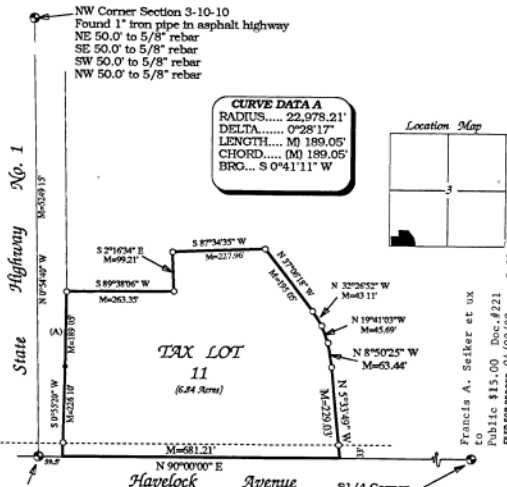 NW Corner Section 3-10-10
Found 1" iron pipe in asphalt highway
NE 50.0' to 5/8" rebar
SE 50.0' to 5/8" rebar
SW 50.0' to 5/8" rebar
NW 50.0' to 5/8" rebar
CURVE DATA A
RADIUS..... 22,978.21'
DELTA....... 0°28'17"
LENGTH.... M) 189.05'
CHORD..... (M) 189.05'
BRG... S 0°41'11" W
Location Map
3
State Highway No. 1
M=5249.15'
N 0°54'40" W
S 2°16'34" E
M=99.21'
S 87°34'35" W
M=227.96'
N 37°06'18" W
M=195.05'
N 32°26'52" W
M=43.11'
N 19°41'03"W
M=45.69'
N 8°50'25" W
M=63.44'
N 5°33'49" W
M=229.03'
S 89°38'06" W
M=263.35'
(A)
M=189.05'
S 0°55'20" W
M=226.10'
TAX LOT
11
(6.84 Acres)
M=681.21'
N 90°00'00" E
59.5'
33'
Havelock Avenue
S1/4 Corner
Francis A. Seiker et ux
to
Public $15.00 Doc.#221